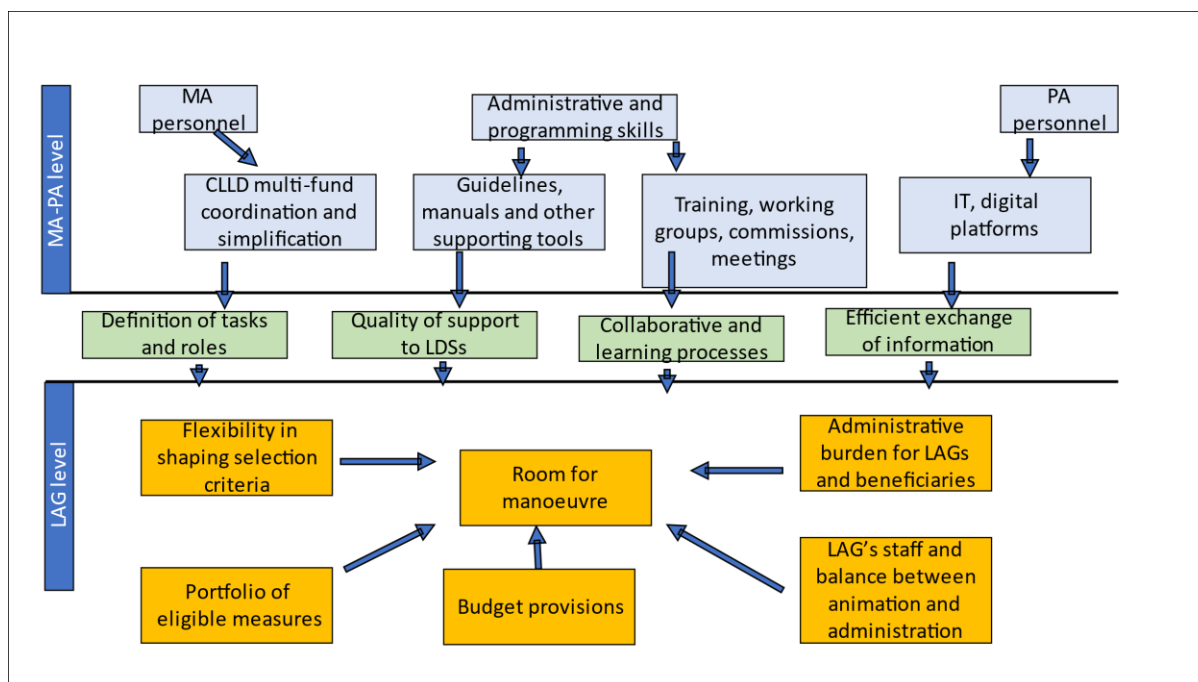 MA-PA level
MA
personnel
Administrative and
programming skills
PA
personnel
CLLD multi-fund
coordination and
simplification
Guidelines,
manuals and other
supporting tools
Training, working
groups, commissions,
meetings
IT, digital
platforms
Definition of tasks
and roles
Quality of support
to LDSs
Collaborative and
learning processes
Efficient exchange
of information
LAG level
Flexibility in
shaping selection
criteria
Room for
manoeuvre
Administrative
burden for LAGs
and beneficiaries
Portfolio of
eligible measures
Budget provisions
LAG’s staff and
balance between
animation and
administration